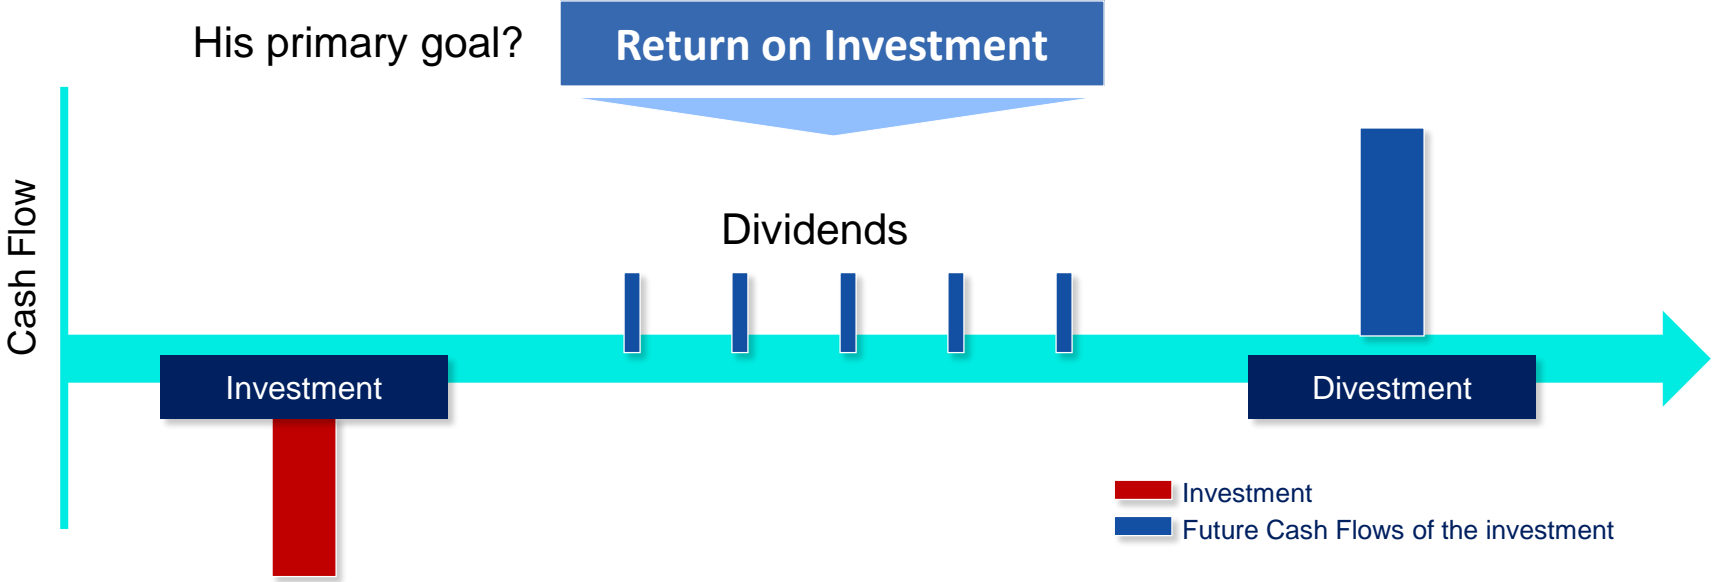 His primary goal?
Return on Investment
Cash Flow
Dividends
Investment
Divestment
Investment
Future Cash Flows of the investment